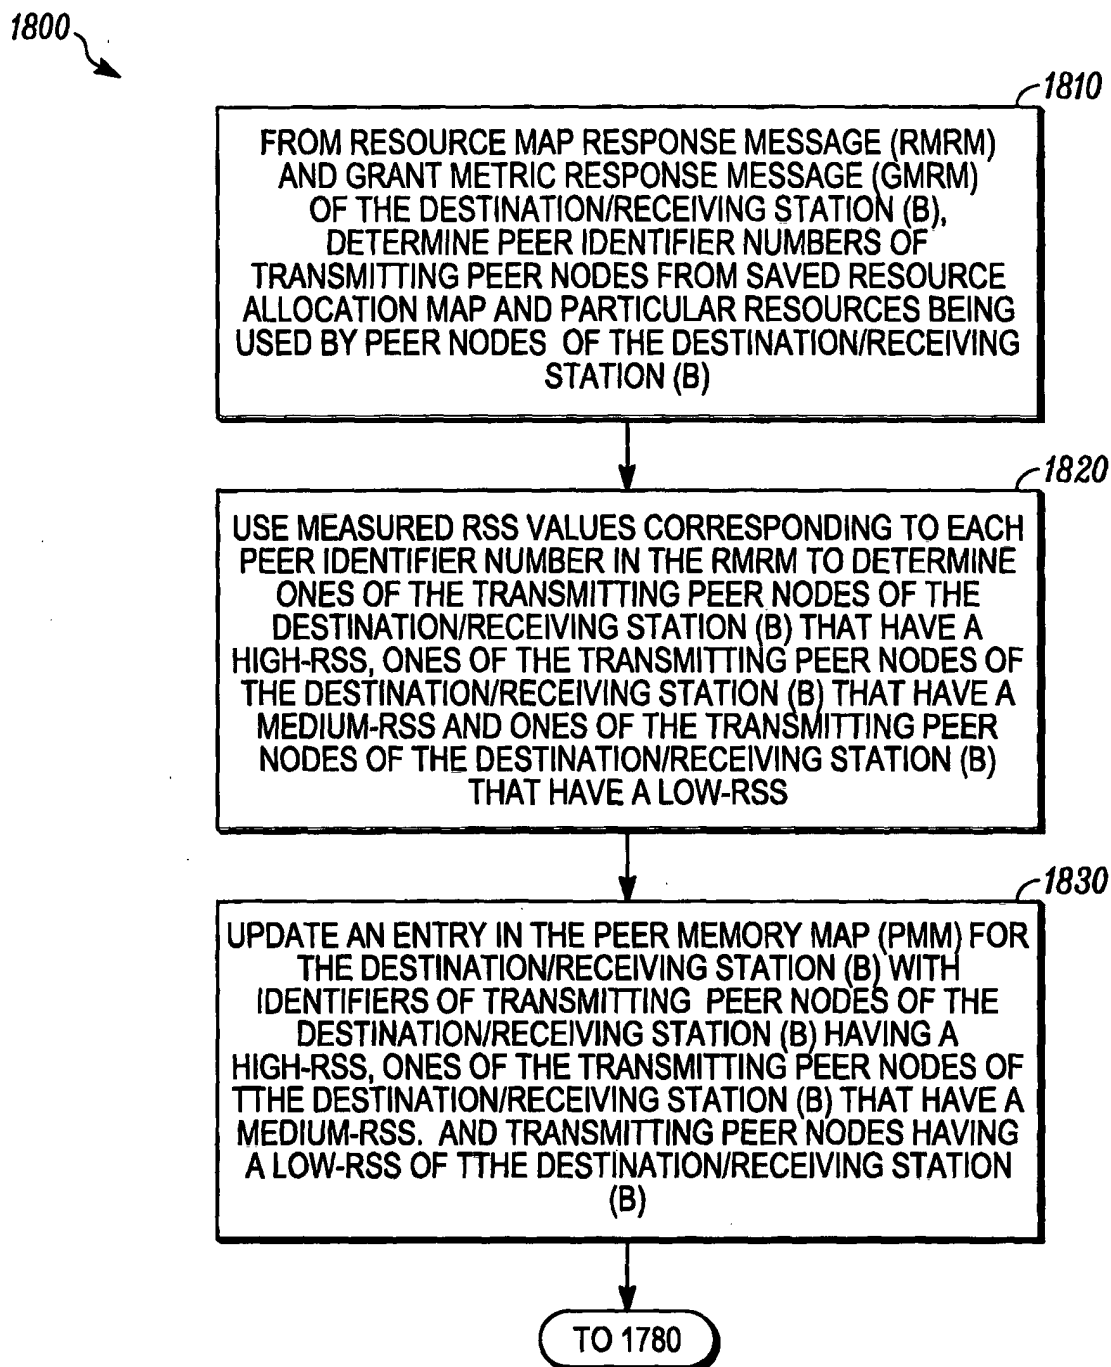 1800
1810
FROM RESOURCE MAP RESPONSE MESSAGE (RMRM)
AND GRANT METRIC RESPONSE MESSAGE (GMRM)
OF THE DESTINATION/RECEIVING STATION (B),
DETERMINE PEER IDENTIFIER NUMBERS OF
TRANSMITTING PEER NODES FROM SAVED RESOURCE
ALLOCATION MAP AND PARTICULAR RESOURCES BEING
USED BY PEER NODES OF THE DESTINATION/RECEIVING
STATION (B)
1820
USE MEASURED RSS VALUES CORRESPONDING TO EACH
PEER IDENTIFIER NUMBER IN THE RMRM TO DETERMINE
ONES OF THE TRANSMITTING PEER NODES OF THE
DESTINATION/RECEIVING STATION (B) THAT HAVE A
HIGH-RSS, ONES OF THE TRANSMITTING PEER NODES OF
THE DESTINATION/RECEIVING STATION (B) THAT HAVE A
MEDIUM-RSS AND ONES OF THE TRANSMITTING PEER
NODES OF THE DESTINATION/RECEIVING STATION (B)
THAT HAVE A LOW-RSS
1830
UPDATE AN ENTRY IN THE PEER MEMORY MAP (PMM) FOR
THE DESTINATION/RECEIVING STATION (B) WITH
IDENTIFIERS OF TRANSMITTING PEER NODES OF THE
DESTINATION/RECEIVING STATION (B) HAVING A
HIGH-RSS, ONES OF THE TRANSMITTING PEER NODES OF
TTHE DESTINATION/RECEIVING STATION (B) THAT HAVE A
MEDIUM-RSS. AND TRANSMITTING PEER NODES HAVING
A LOW-RSS OF TTHE DESTINATION/RECEIVING STATION
(B)
TO 1780